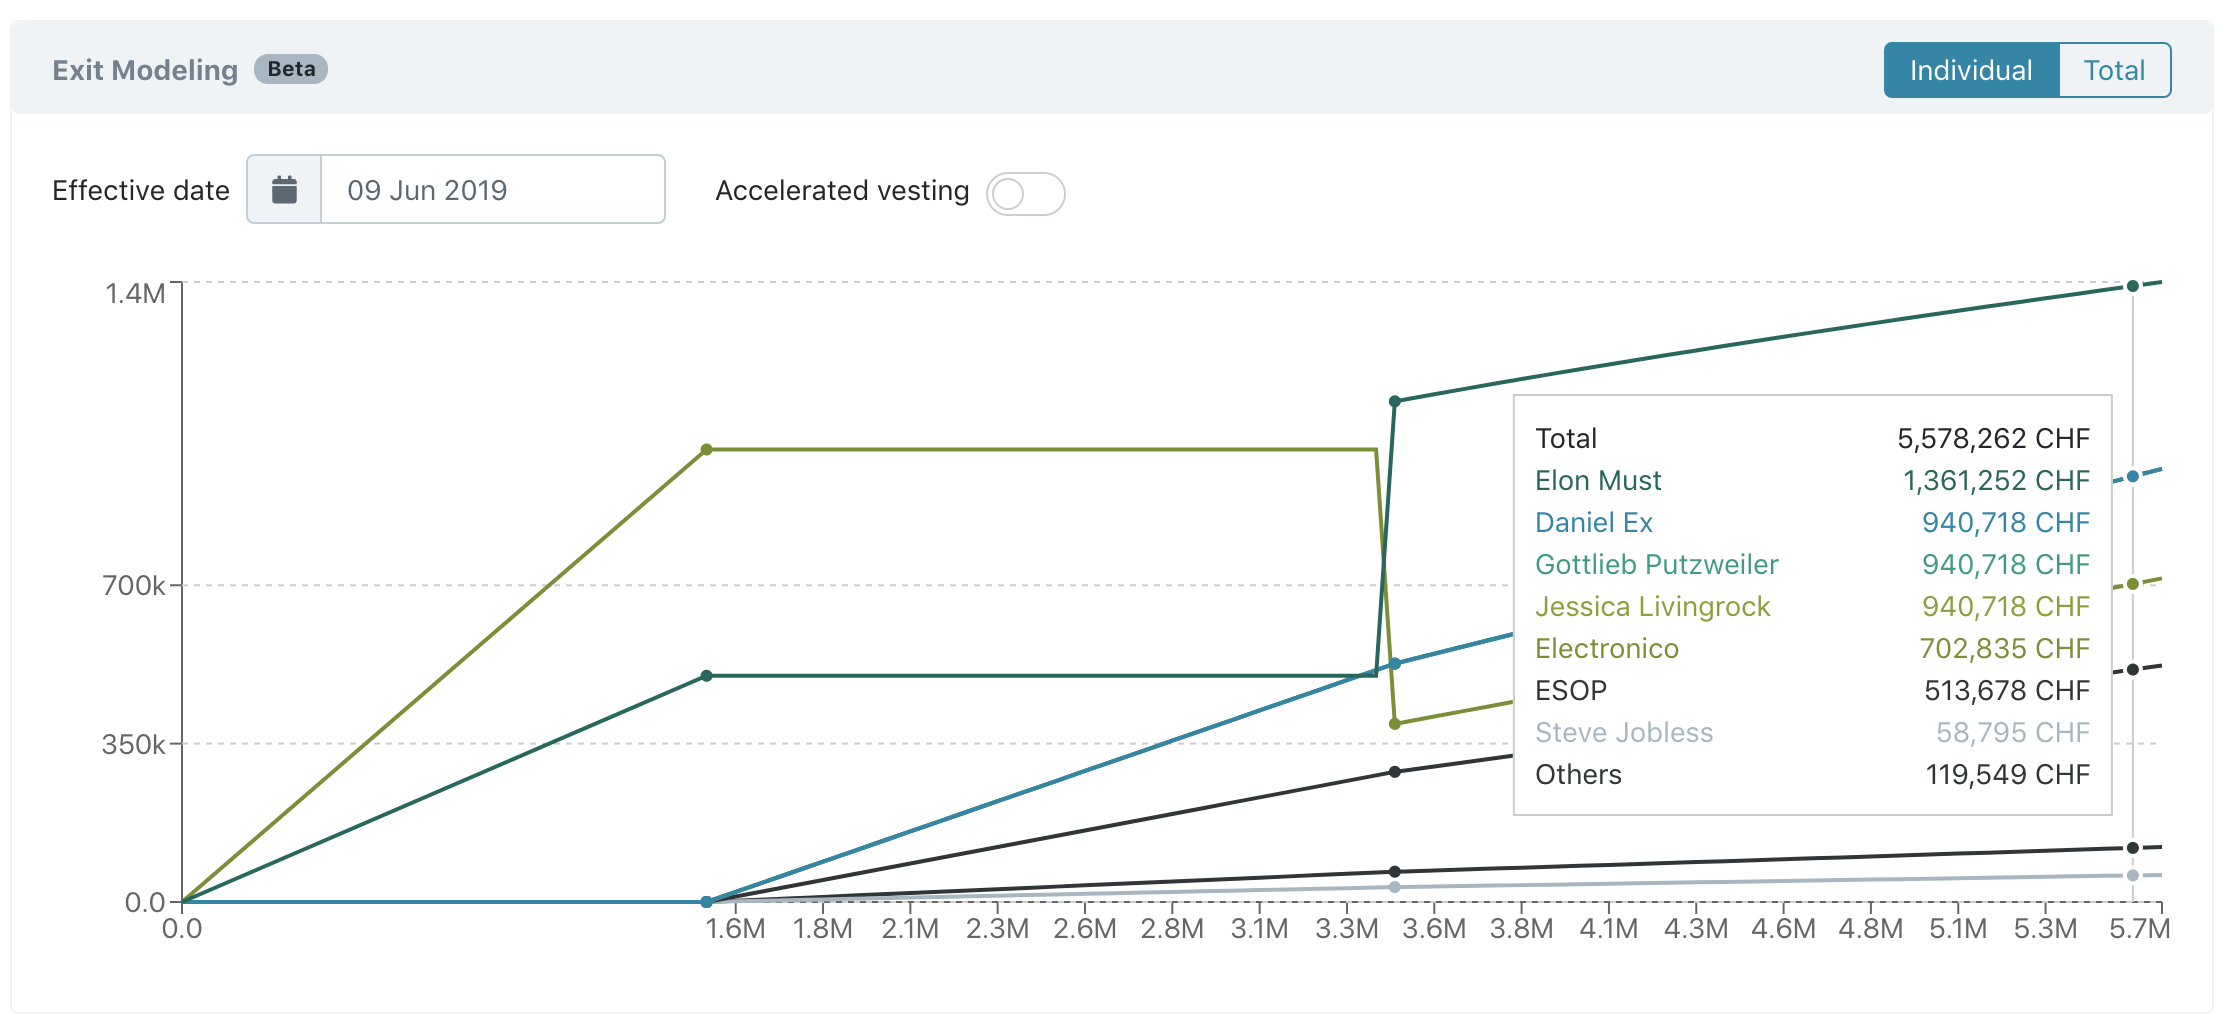 Exit Modeling Beta Individual Total
Effective date 09 Jun 2019 Accelerated vesting
1.4M
700k
350k
0.0
Total 5,578,262 CHF
Elon Must 1,361,252 CHF
Daniel Ex 940,718 CHF
Gottlieb Putzweiler 940,718 CHF
Jessica Livingrock 940,718 CHF
Electronico 702,835 CHF
ESOP 513,678 CHF
Steve Jobless 58,795 CHF
Others 119,549 CHF
0.0 1.6M 1.8M 2.1M 2.3M 2.6M 2.8M 3.1M 3.3M 3.6M 3.8M 4.1M 4.3M 4.6M 4.8M 5.1M 5.3M 5.7M